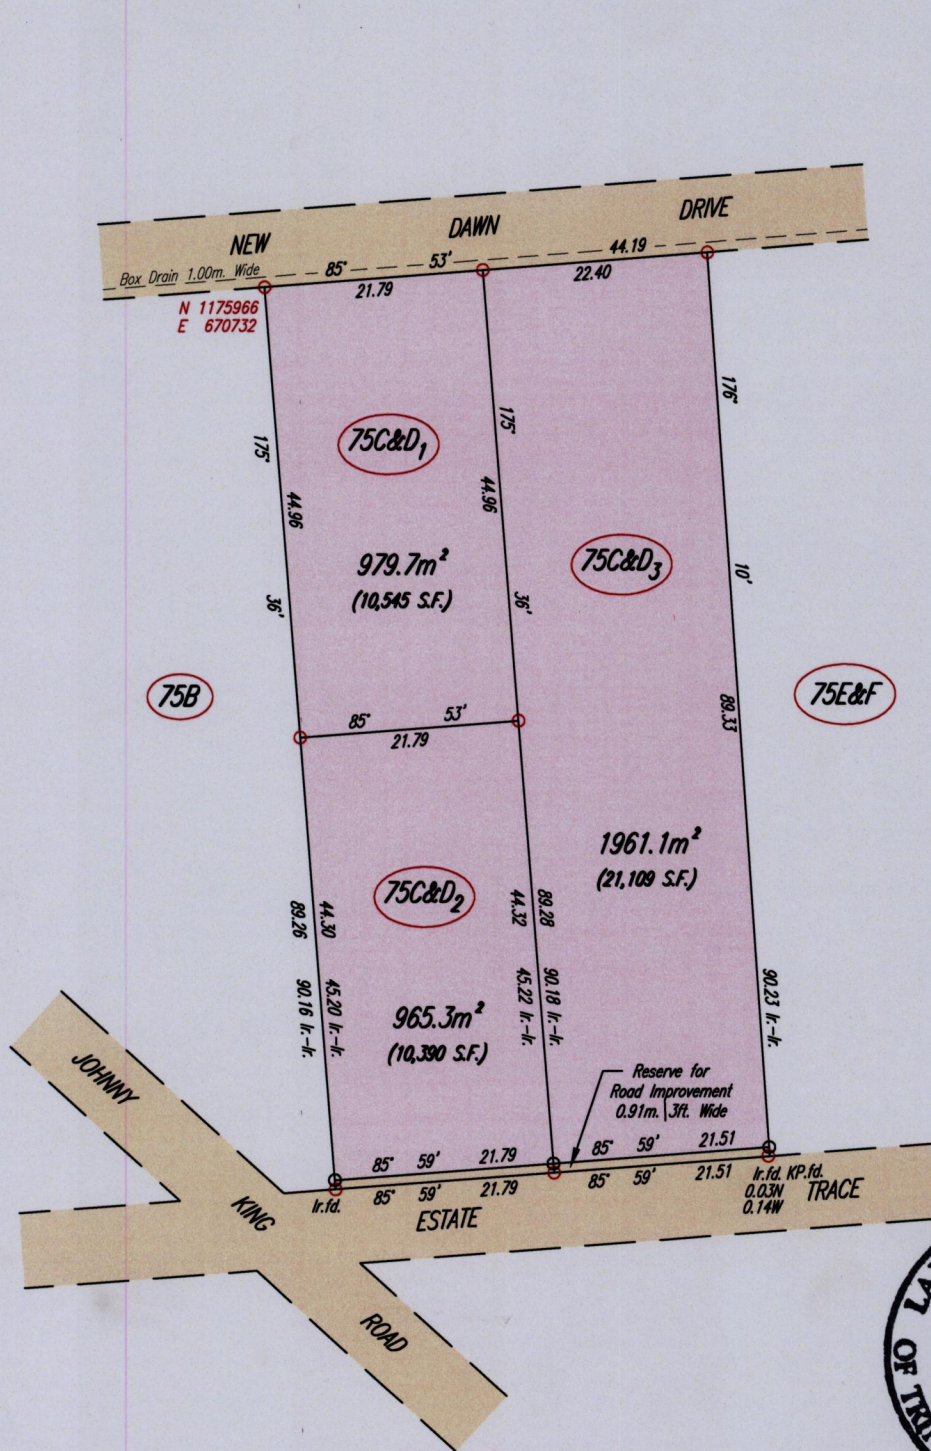 NEW DAWN DRIVE
Box Drain 1.00m. Wide
85° 53' 44.19
21.79
22.40
N 1175966
E 670732
175°
44.96
36'
175°
44.96
36'
176°
10'
89.33
90.23 Ir.-Ir.
75C&D1
979.7m²
(10,545 S.F.)
75C&D3
75B
75E&F
85° 53'
21.79
1961.1m²
(21,109 S.F.)
75C&D2
89.26
44.30
90.16 Ir.-Ir.
45.20 Ir.-Ir.
44.32
89.28
45.22 Ir.-Ir.
90.18 Ir.-Ir.
965.3m²
(10,390 S.F.)
Reserve for
Road Improvement
0.91m. | 3ft. Wide
85° 59' 21.79
85° 59' 21.51
85° 59' 21.79
85° 59' 21.51
Ir.fd.
Ir.fd. KP.fd.
0.03N
0.14W
ESTATE TRACE
JOHNNY
KING
ROAD
OF